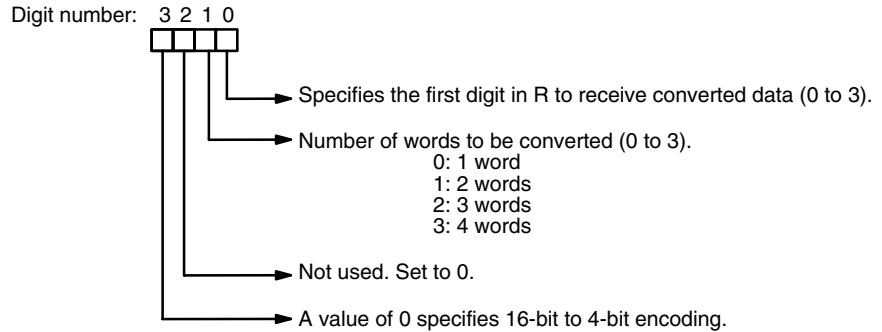 Digit number: 3 2 1 0
Specifies the first digit in R to receive converted data (0 to 3).
Number of words to be converted (0 to 3).
0: 1 word
1: 2 words
2: 3 words
3: 4 words
Not used. Set to 0.
A value of 0 specifies 16-bit to 4-bit encoding.